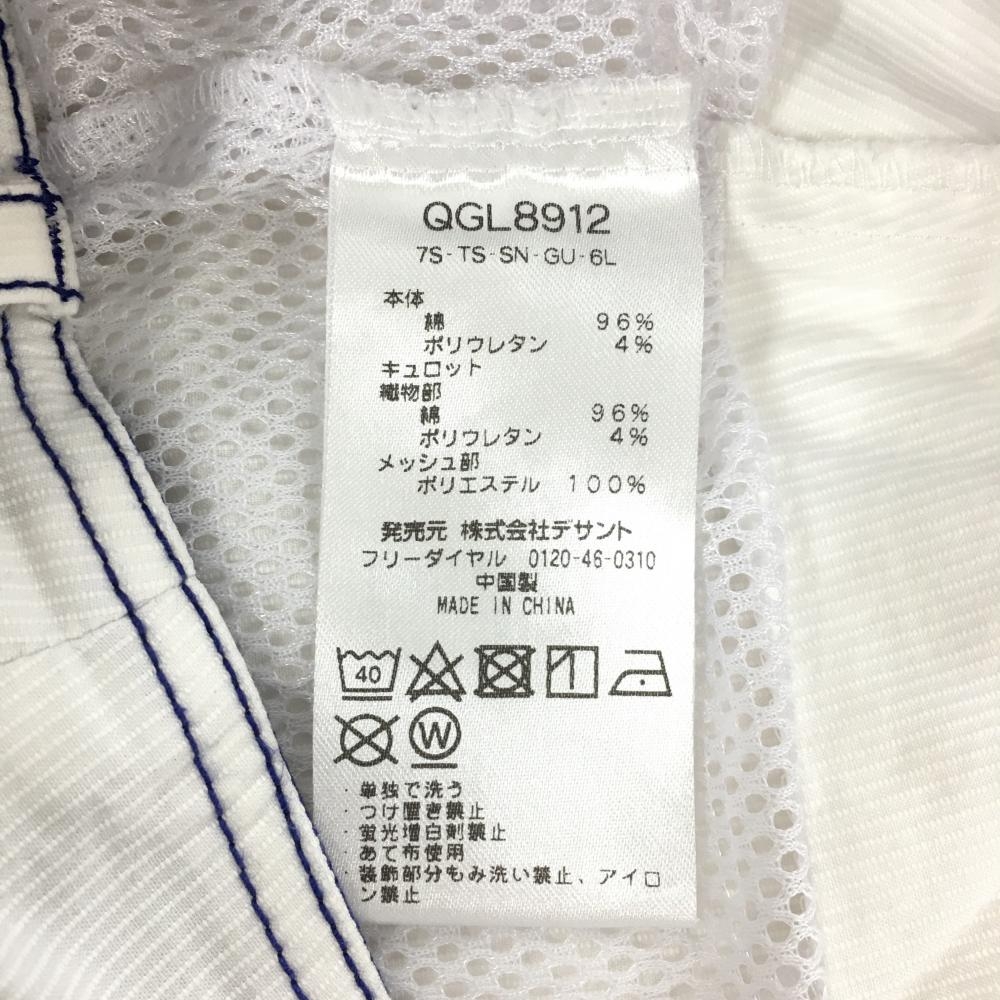 QGL8912
7S-TS-SN-GU-6L
本体
綿 96%
ポリウレタン 4%
キュロット
織物部
綿 96%
ポリウレタン 4%
メッシュ部
ポリエステル 100%
発売元 株式会社デサント
フリーダイヤル 0120-46-0310
中国製
MADE IN CHINA
40
W
・単独で洗う
・つけ置き禁止
・蛍光増白剤禁止
・あて布使用
・装飾部分もみ洗い禁止、アイロ
ン禁止